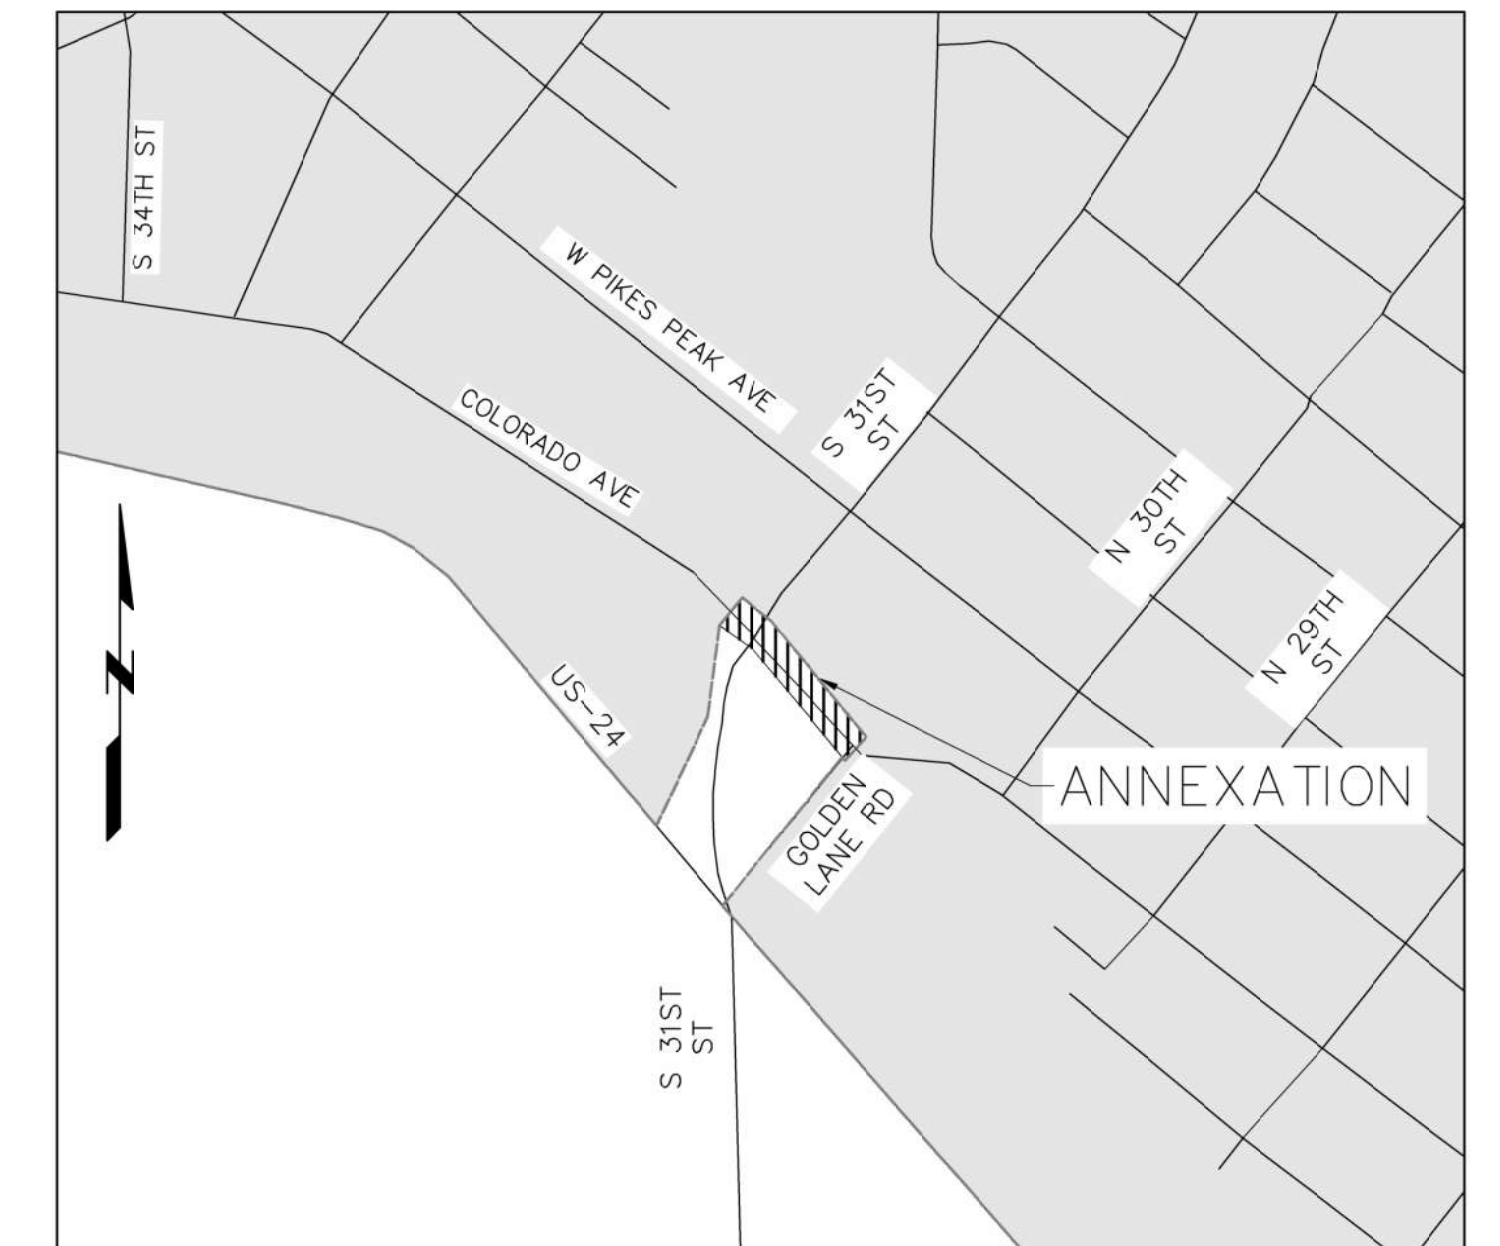 S 34TH ST
W PIKES PEAK AVE
S 31ST
ST
COLORADO AVE
N 30TH
ST
N 29TH
ST
N
US-24
ANNEXATION
GOLDEN
LANE RD
S 31ST
ST